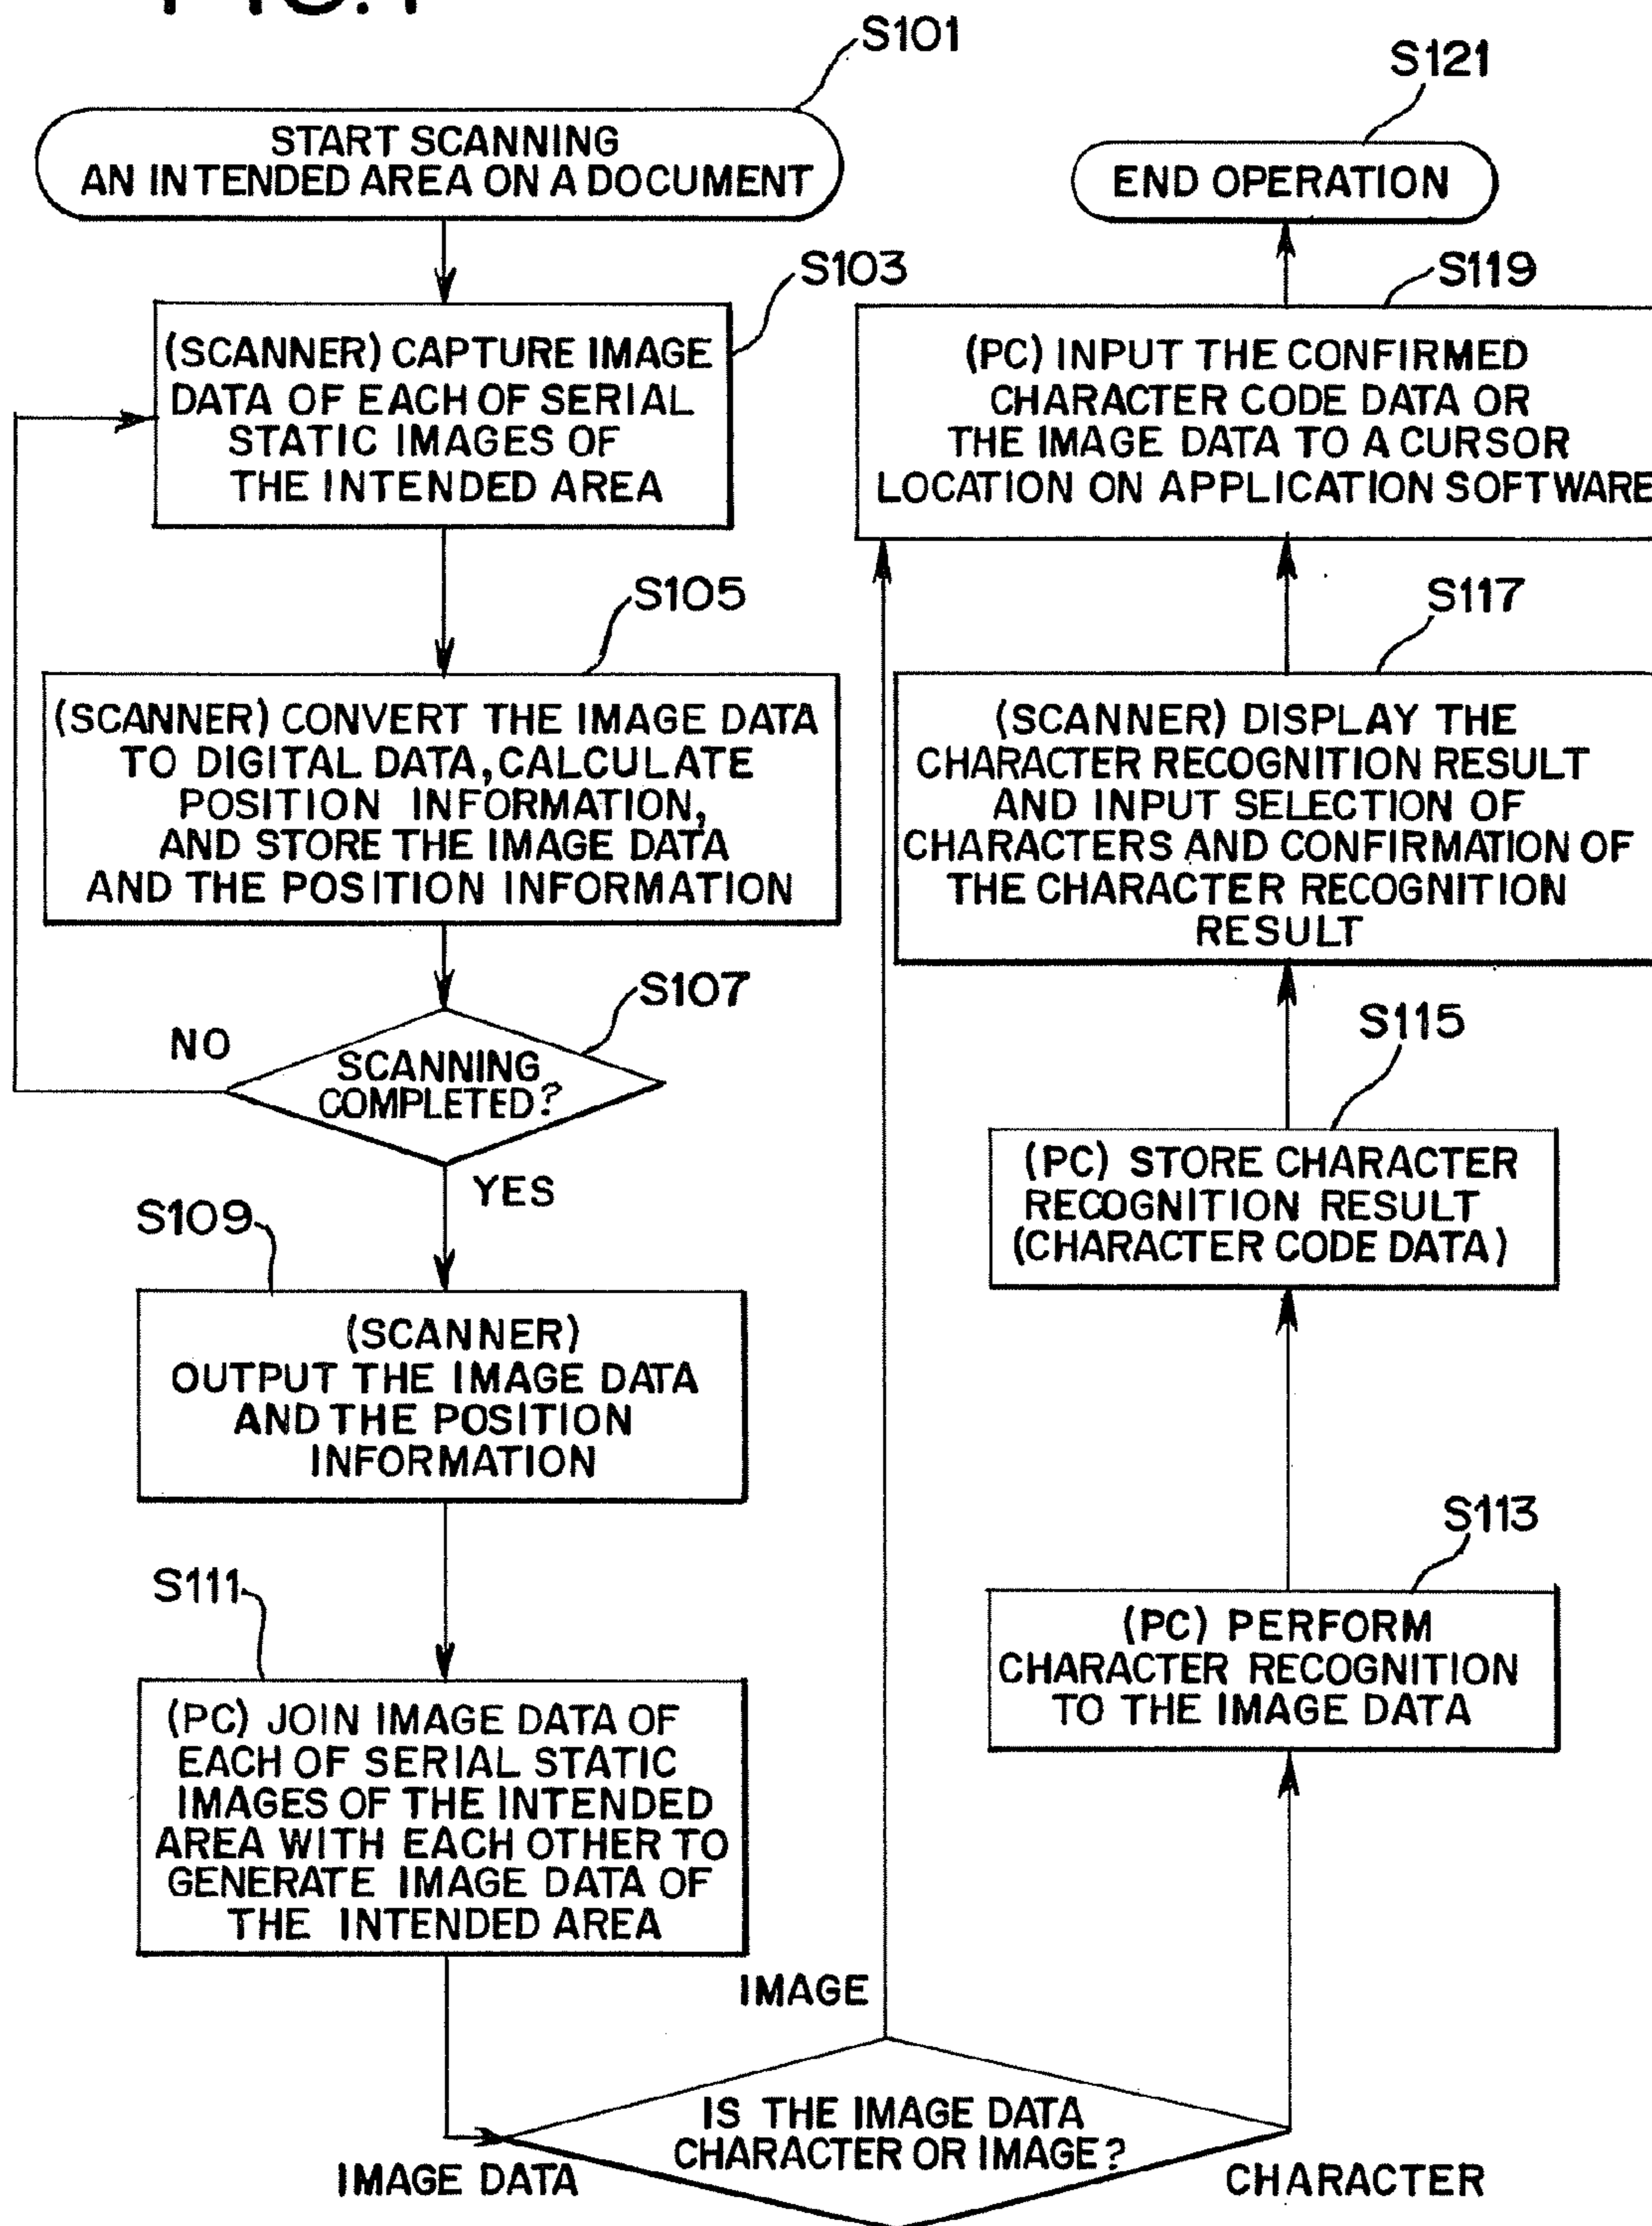 S101
START SCANNING
AN INTENDED AREA ON A DOCUMENT
S103
(SCANNER) CAPTURE IMAGE
DATA OF EACH OF SERIAL
STATIC IMAGES OF
THE INTENDED AREA
S105
(SCANNER) CONVERT THE IMAGE DATA
TO DIGITAL DATA, CALCULATE
POSITION INFORMATION,
AND STORE THE IMAGE DATA
AND THE POSITION INFORMATION
S107
NO
SCANNING
COMPLETED?
YES
S109
(SCANNER)
OUTPUT THE IMAGE DATA
AND THE POSITION
INFORMATION
S111
(PC) JOIN IMAGE DATA OF
EACH OF SERIAL STATIC
IMAGES OF THE INTENDED
AREA WITH EACH OTHER TO
GENERATE IMAGE DATA OF
THE INTENDED AREA
IMAGE DATA
IS THE IMAGE DATA
CHARACTER OR IMAGE?
IMAGE
CHARACTER
S113
(PC) PERFORM
CHARACTER RECOGNITION
TO THE IMAGE DATA
S115
(PC) STORE CHARACTER
RECOGNITION RESULT
(CHARACTER CODE DATA)
S117
(SCANNER) DISPLAY THE
CHARACTER RECOGNITION RESULT
AND INPUT SELECTION OF
CHARACTERS AND CONFIRMATION OF
THE CHARACTER RECOGNITION
RESULT
S119
(PC) INPUT THE CONFIRMED
CHARACTER CODE DATA OR
THE IMAGE DATA TO A CURSOR
LOCATION ON APPLICATION SOFTWARE
S121
END OPERATION